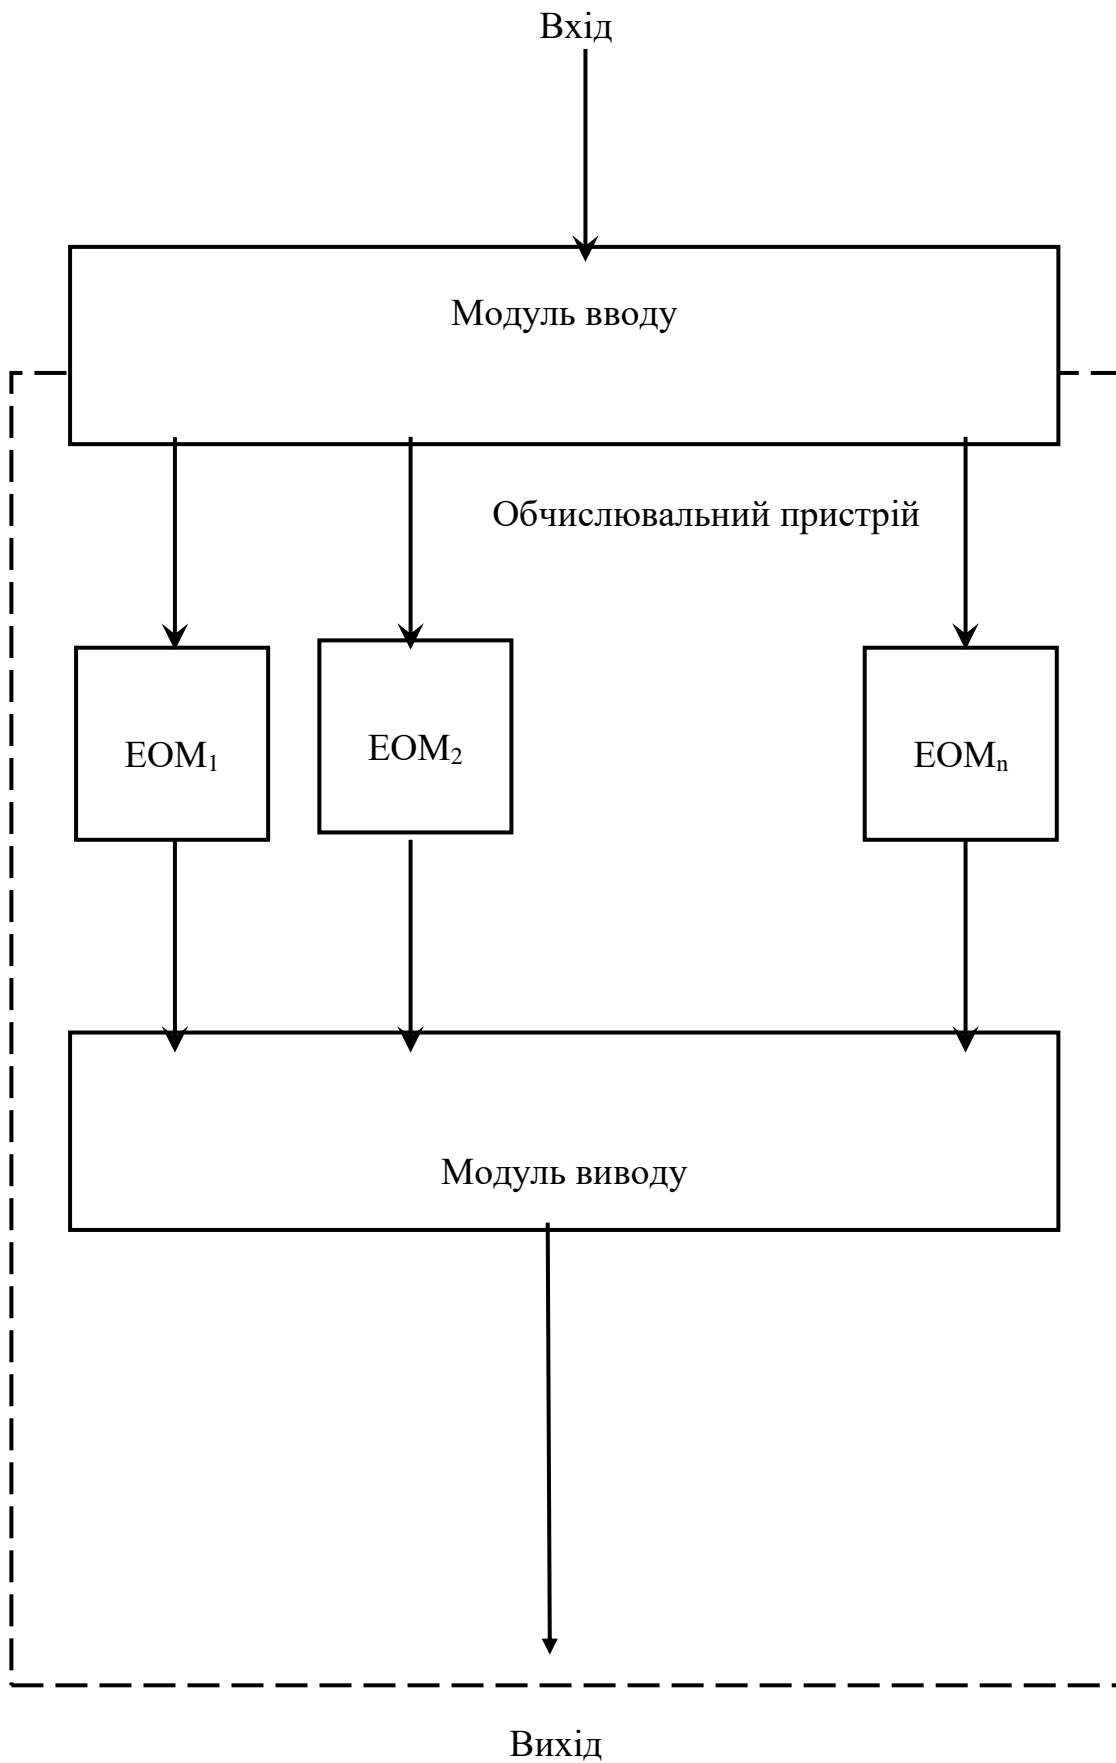 Вхід
Модуль вводу
Обчислювальний пристрій
ЕОМ₁
ЕОМ₂
ЕОМₙ
Модуль виводу
Вихід